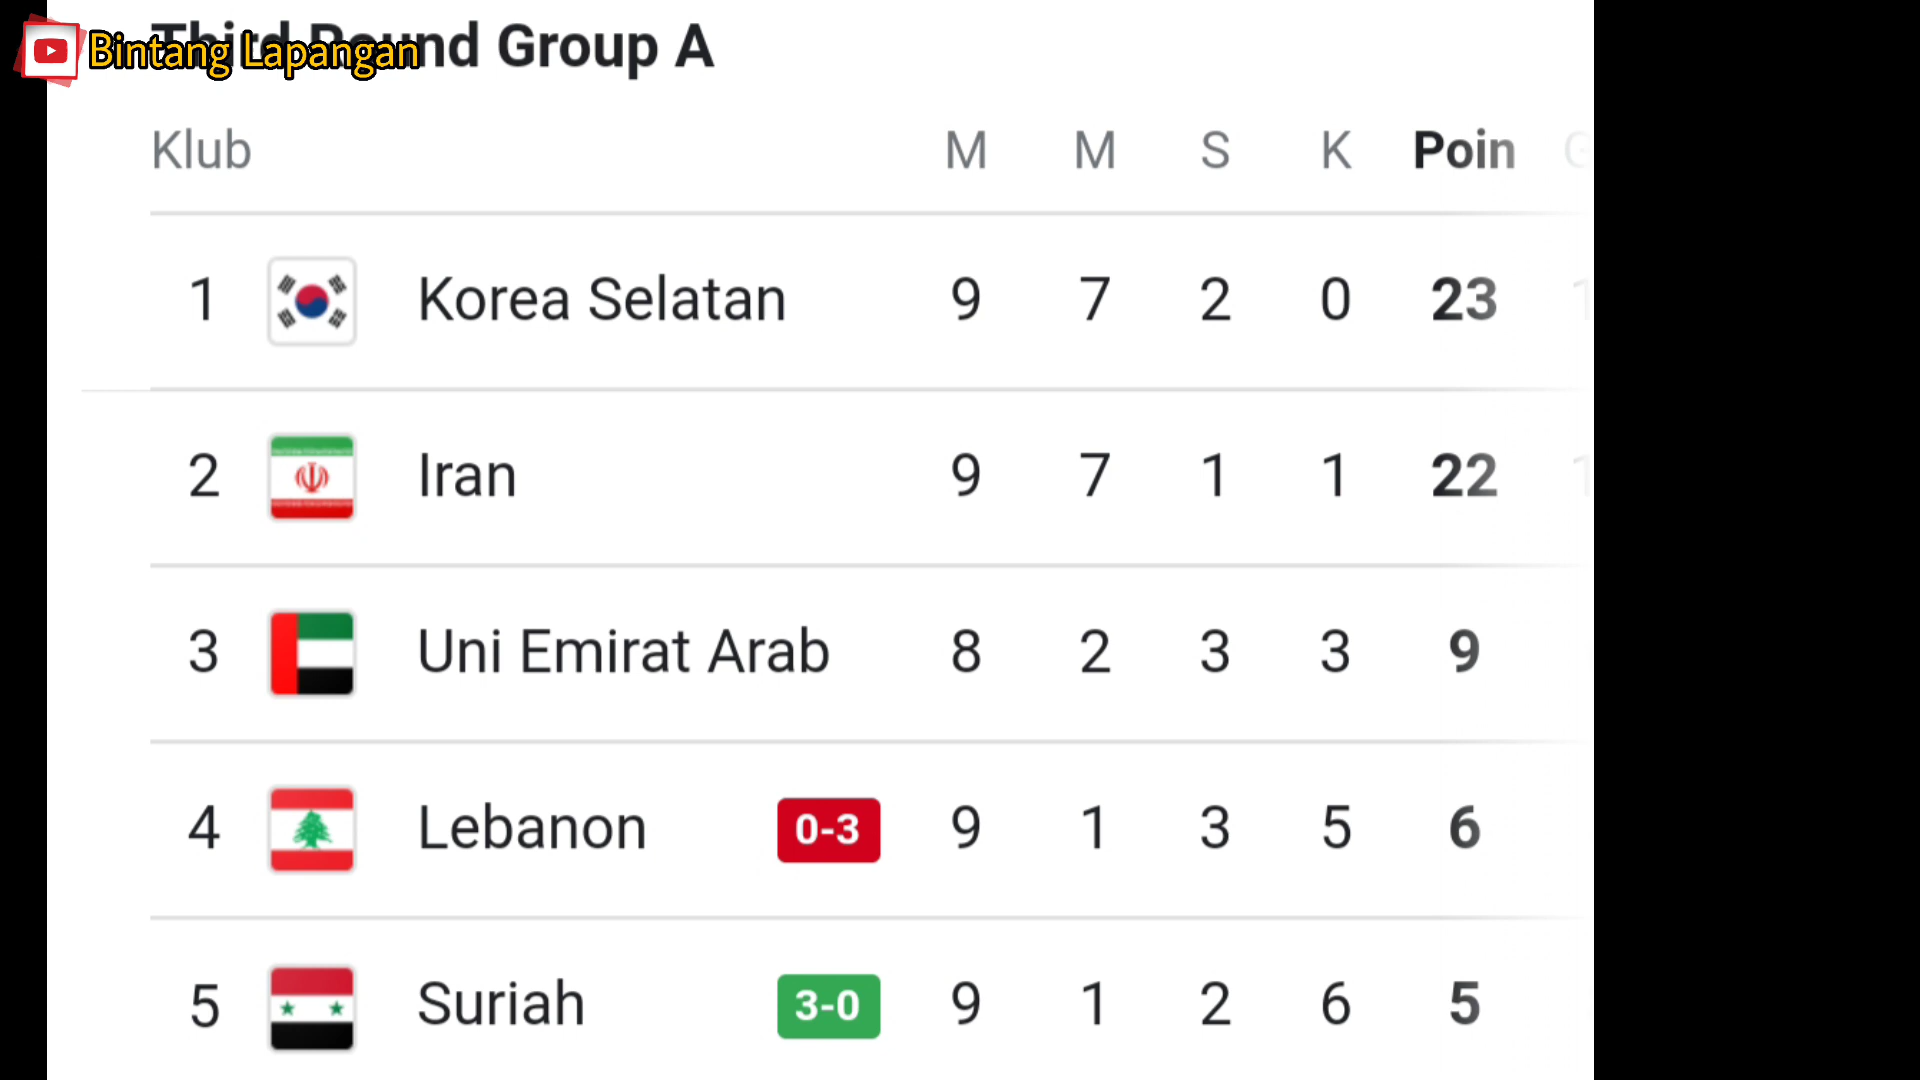 Bintang Lapangan
Third Round Group A
Klub M M S K Poin
1 Korea Selatan 9 7 2 0 23
2 Iran 9 7 1 1 22
3 Uni Emirat Arab 8 2 3 3 9
4 Lebanon 0-3 9 1 3 5 6
5 Suriah 3-0 9 1 2 6 5